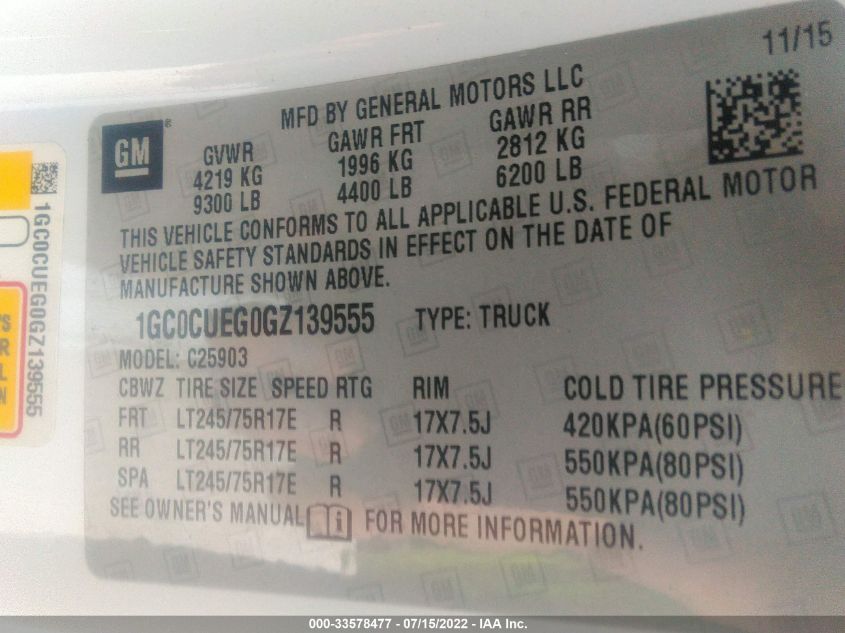 11/15
MFD BY GENERAL MOTORS LLC
GM®
GVWR GAWR FRT GAWR RR
4219 KG 1996 KG 2812 KG
9300 LB 4400 LB 6200 LB
THIS VEHICLE CONFORMS TO ALL APPLICABLE U.S. FEDERAL MOTOR
VEHICLE SAFETY STANDARDS IN EFFECT ON THE DATE OF
MANUFACTURE SHOWN ABOVE.
1GC0CUEG0GZ139555 TYPE: TRUCK
MODEL: C25903
CBWZ TIRE SIZE SPEED RTG RIM COLD TIRE PRESSURE
FRT LT245/75R17E R 17X7.5J 420KPA(60PSI)
RR LT245/75R17E R 17X7.5J 550KPA(80PSI)
SPA LT245/75R17E R 17X7.5J 550KPA(80PSI)
SEE OWNER'S MANUAL FOR MORE INFORMATION.
1GC0CUEG0GZ139555
000-33578477 - 07/15/2022 - IAA Inc.